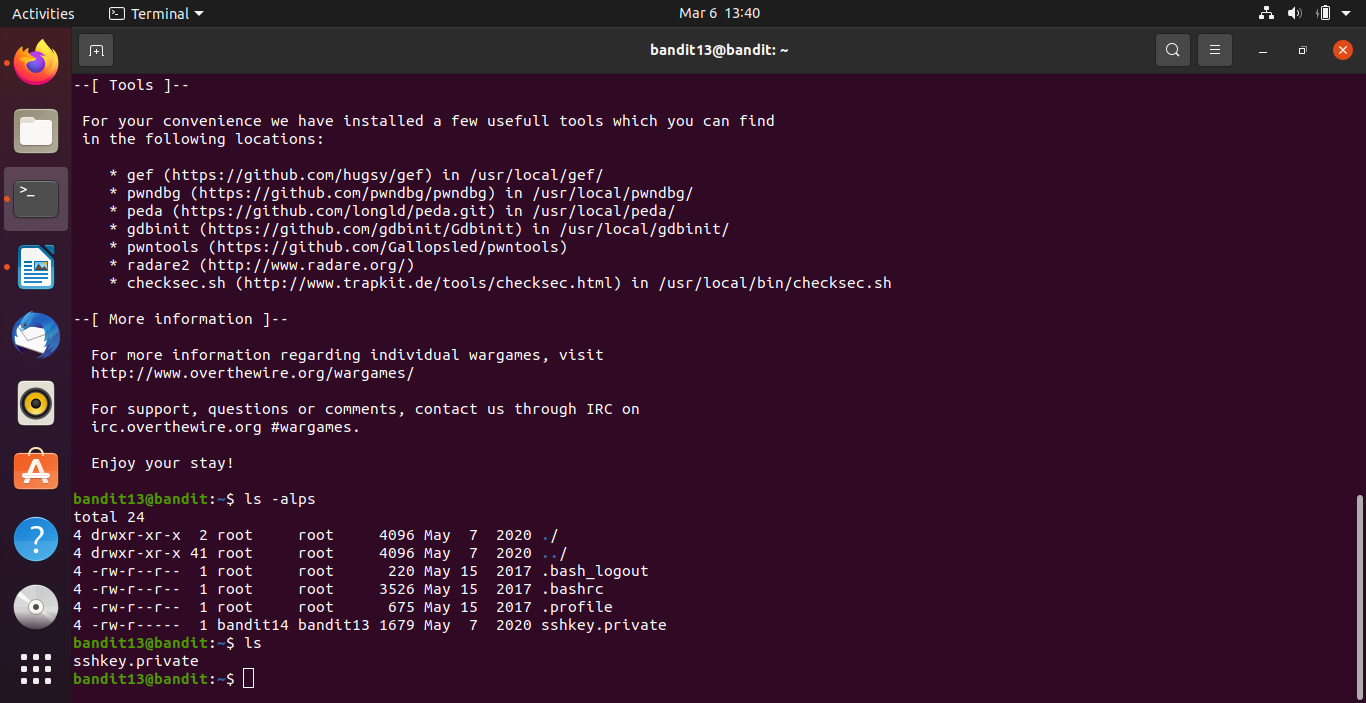 Activities
Terminal
Mar 6 13:40
bandit13@bandit: ~
--[ Tools ]--
For your convenience we have installed a few usefull tools which you can find
in the following locations:
* gef (https://github.com/hugsy/gef) in /usr/local/gef/
* pwndbg (https://github.com/pwndbg/pwndbg) in /usr/local/pwndbg/
* peda (https://github.com/longld/peda.git) in /usr/local/peda/
* gdbinit (https://github.com/gdbinit/Gdbinit) in /usr/local/gdbinit/
* pwntools (https://github.com/Gallopsled/pwntools)
* radare2 (http://www.radare.org/)
* checksec.sh (http://www.trapkit.de/tools/checksec.html) in /usr/local/bin/checksec.sh
--[ More information ]--
For more information regarding individual wargames, visit
http://www.overthewire.org/wargames/
For support, questions or comments, contact us through IRC on
irc.overthewire.org #wargames.
Enjoy your stay!
bandit13@bandit:~$ ls -alps
total 24
4 drwxr-xr-x  2 root     root     4096 May  7  2020 ./
4 drwxr-xr-x 41 root     root     4096 May  7  2020 ../
4 -rw-r--r--  1 root     root      220 May 15  2017 .bash_logout
4 -rw-r--r--  1 root     root     3526 May 15  2017 .bashrc
4 -rw-r--r--  1 root     root      675 May 15  2017 .profile
4 -rw-r-----  1 bandit14 bandit13 1679 May  7  2020 sshkey.private
bandit13@bandit:~$ ls
sshkey.private
bandit13@bandit:~$